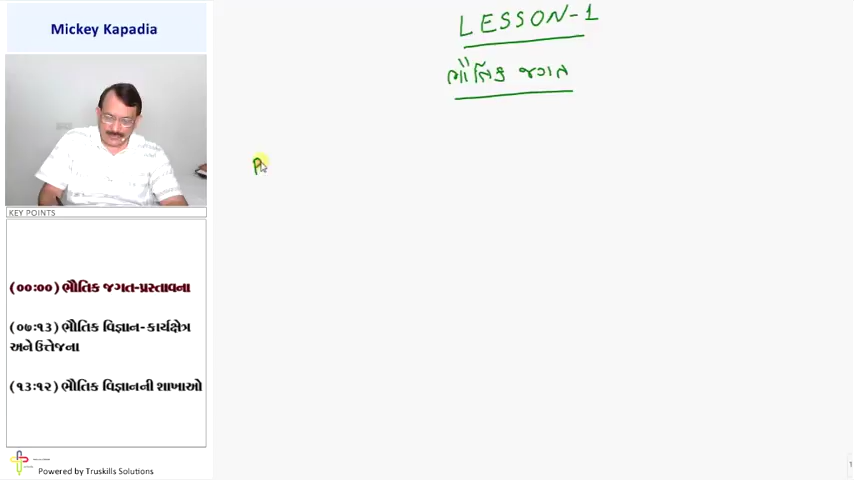 Mickey Kapadia
LESSON-1
ભૌતિક જગત
P
KEY POINTS
(૦૦:૦૦) ભૌતિક જગત-પ્રસ્તાવના
(૦૭:૧૩) ભૌતિક વિજ્ઞાન- કાર્યક્ષેત્ર
અને ઉત્તેજના
(૧૩:૧૨) ભૌતિક વિજ્ઞાનની શાખાઓ
Powered by Truskills Solutions
1